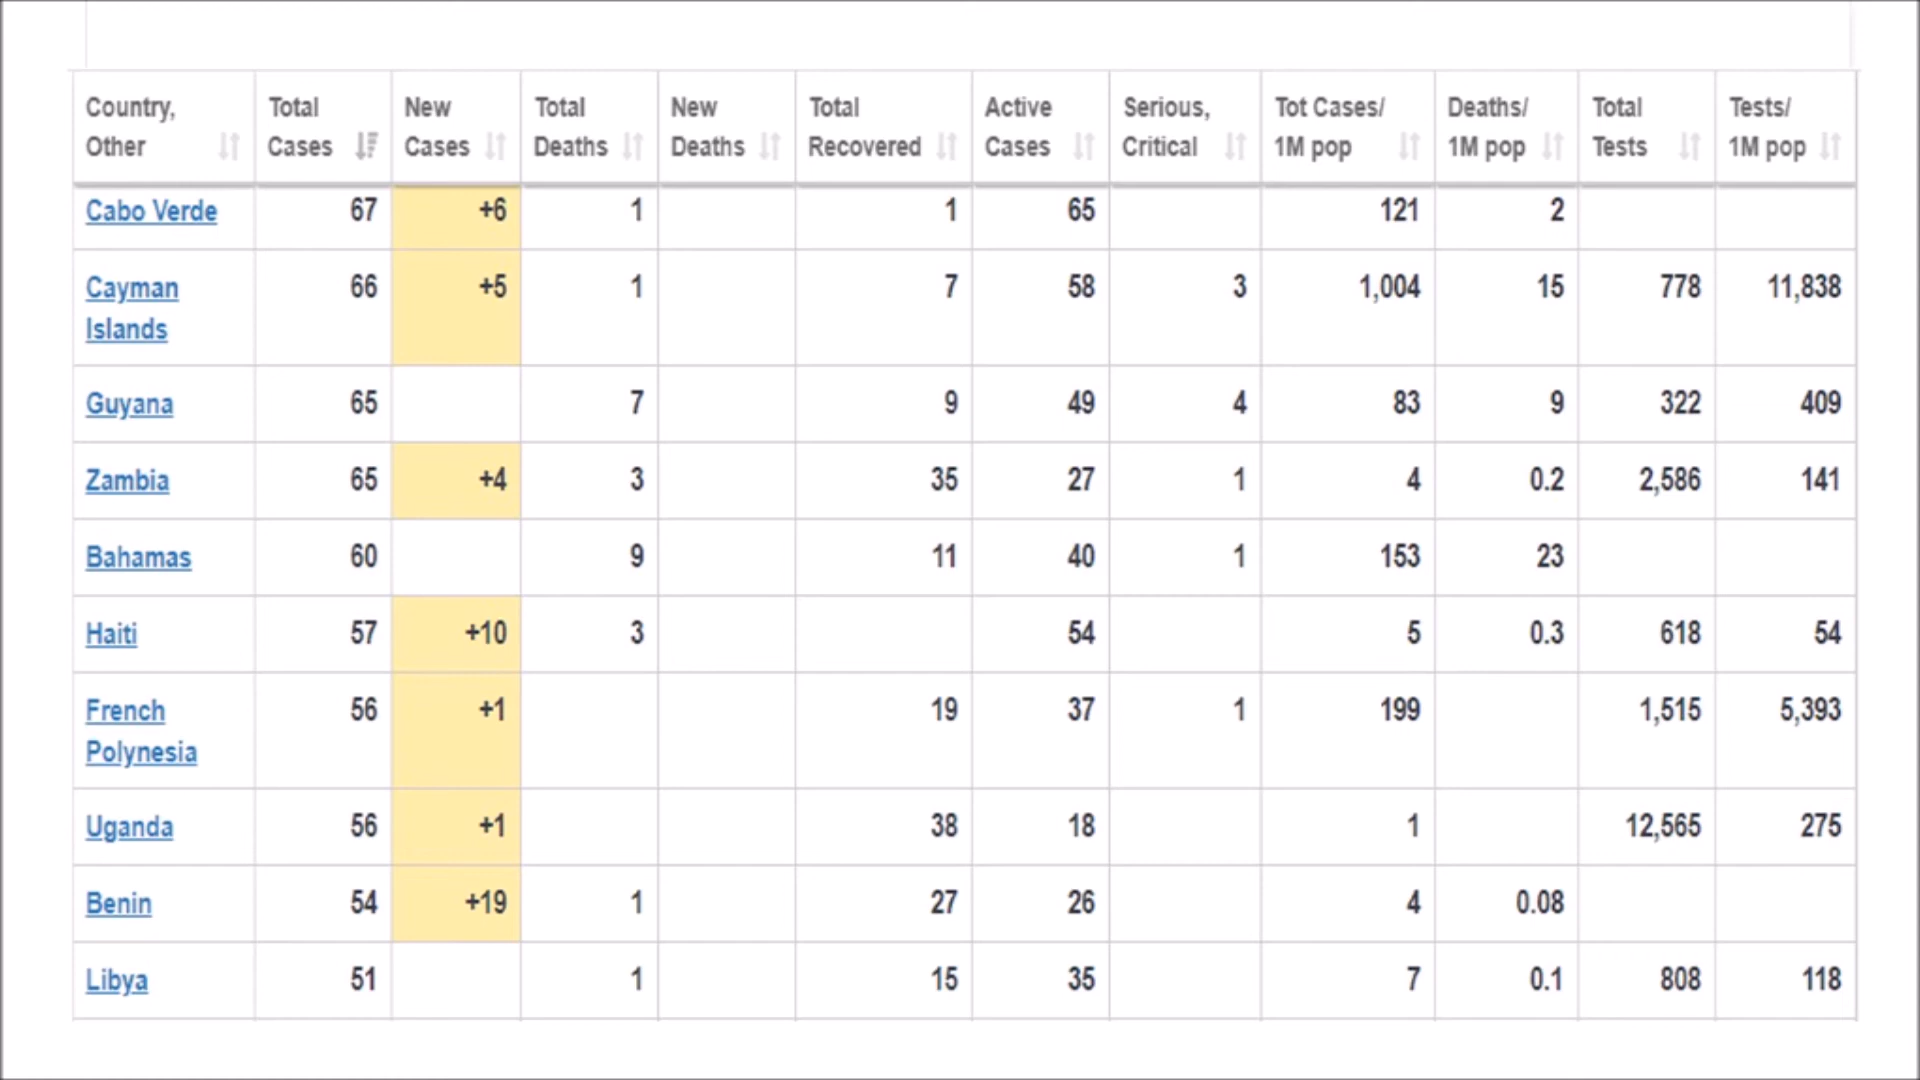 Country, Other Total Cases New Cases Total Deaths New Deaths Total Recovered Active Cases Serious, Critical Tot Cases/ 1M pop Deaths/ 1M pop Total Tests Tests/ 1M pop
Cabo Verde 67 +6 1 1 65 121 2
Cayman Islands 66 +5 1 7 58 3 1,004 15 778 11,838
Guyana 65 7 9 49 4 83 9 322 409
Zambia 65 +4 3 35 27 1 4 0.2 2,586 141
Bahamas 60 9 11 40 1 153 23
Haiti 57 +10 3 54 5 0.3 618 54
French Polynesia 56 +1 19 37 1 199 1,515 5,393
Uganda 56 +1 38 18 1 12,565 275
Benin 54 +19 1 27 26 4 0.08
Libya 51 1 15 35 7 0.1 808 118